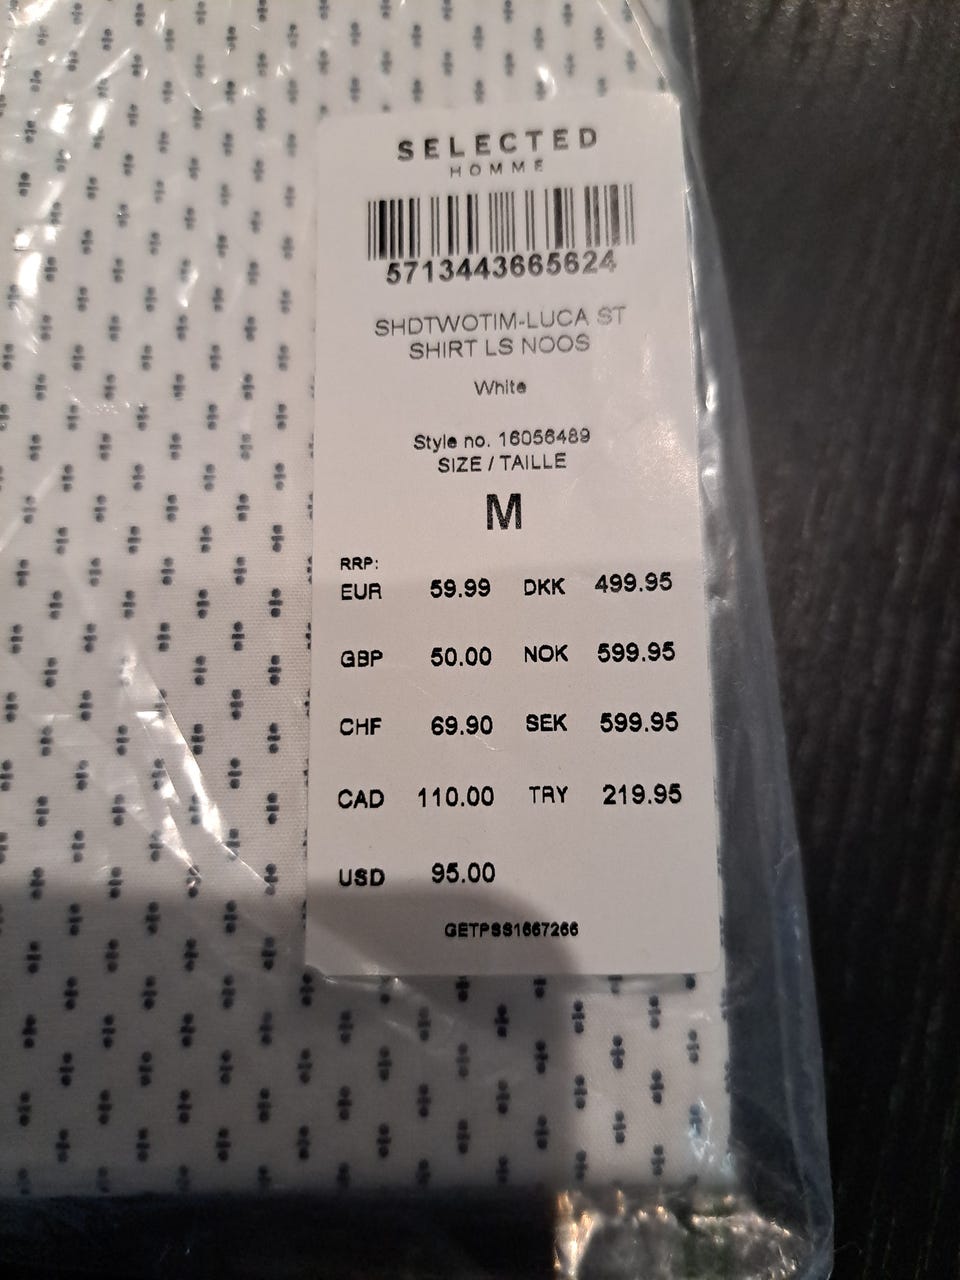 SELECTED
HOMME
5713443665624
SHDTWOTIM-LUCA ST
SHIRT LS NOOS
White
Style no. 16056489
SIZE / TAILLE
M
RRP:
EUR 59.99 DKK 499.95
GBP 50.00 NOK 599.95
CHF 69.90 SEK 599.95
CAD 110.00 TRY 219.95
USD 95.00
GETPSS1667266